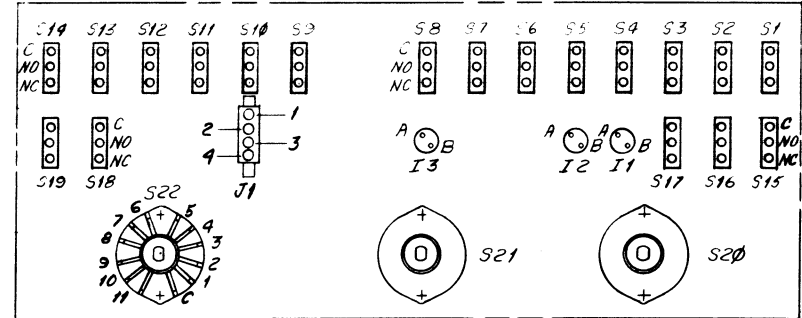 S14 S13 S12 S11 S1Ø S9 S8 S7 S6 S5 S4 S3 S2 S1
C C
NO NO
NC NC
1
2
3
4
C
NO
NC
A B
A B
A B
C
NO
NC
S19 S18 J1 I3 I2 I1 S17 S16 S15
S22
6 5
7 4
8 3
9 2
10 1
11 C
S21
S2Ø